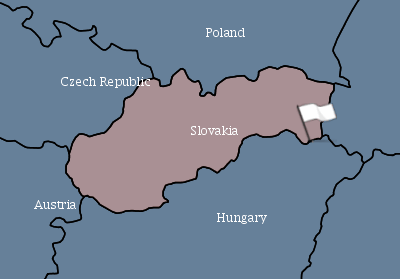 Poland
Czech Republic
Slovakia
Austria
Hungary